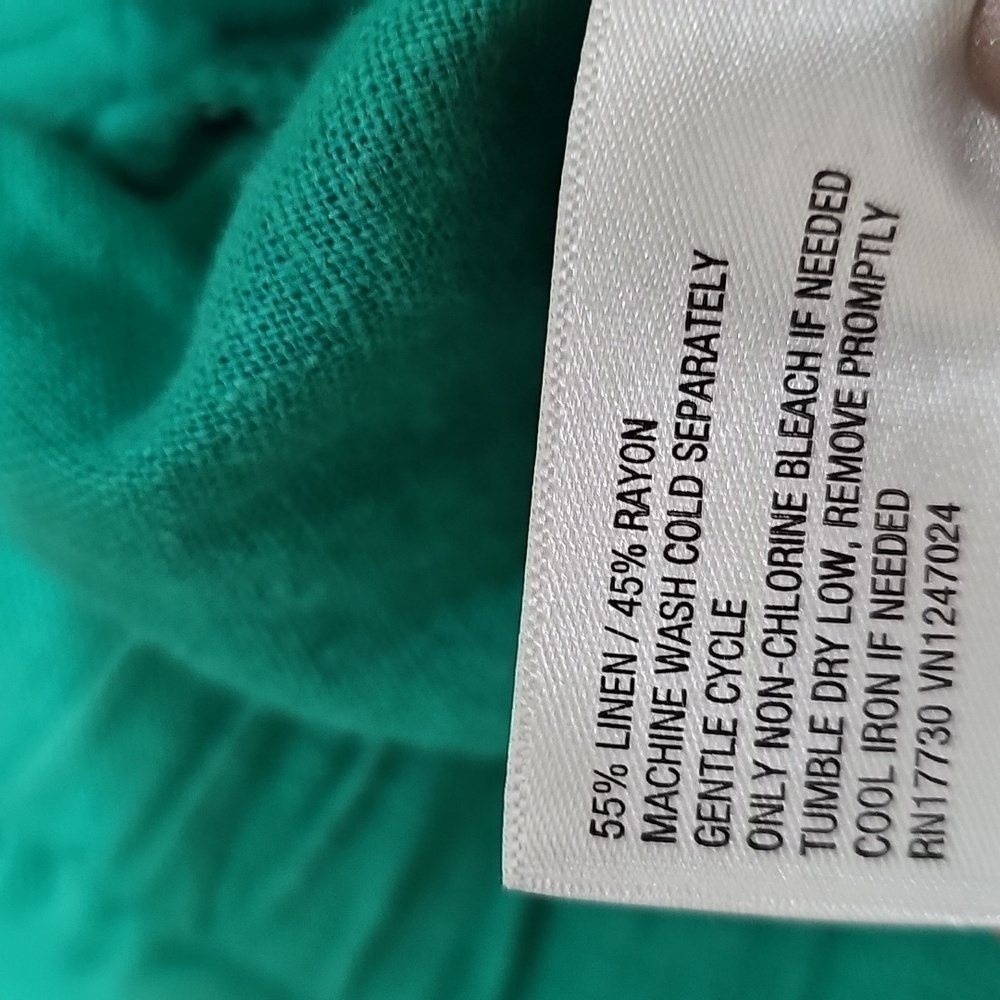 55% LINEN / 45% RAYON
MACHINE WASH COLD SEPARATELY
GENTLE CYCLE
ONLY NON-CHLORINE BLEACH IF NEEDED
TUMBLE DRY LOW, REMOVE PROMPTLY
COOL IRON IF NEEDED
RN17730 VN1247024